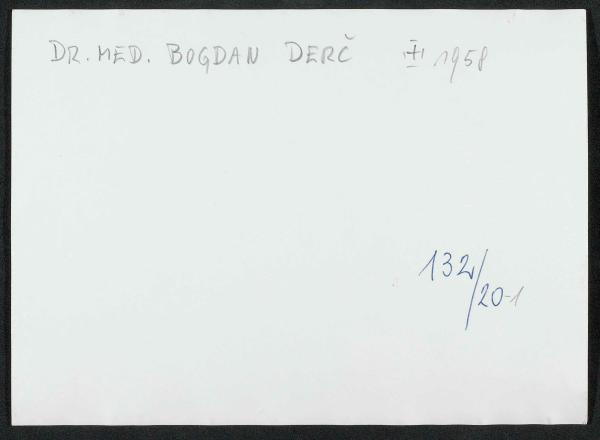 DR. MED. BOGDAN DERČ ± 1958
132/20-1